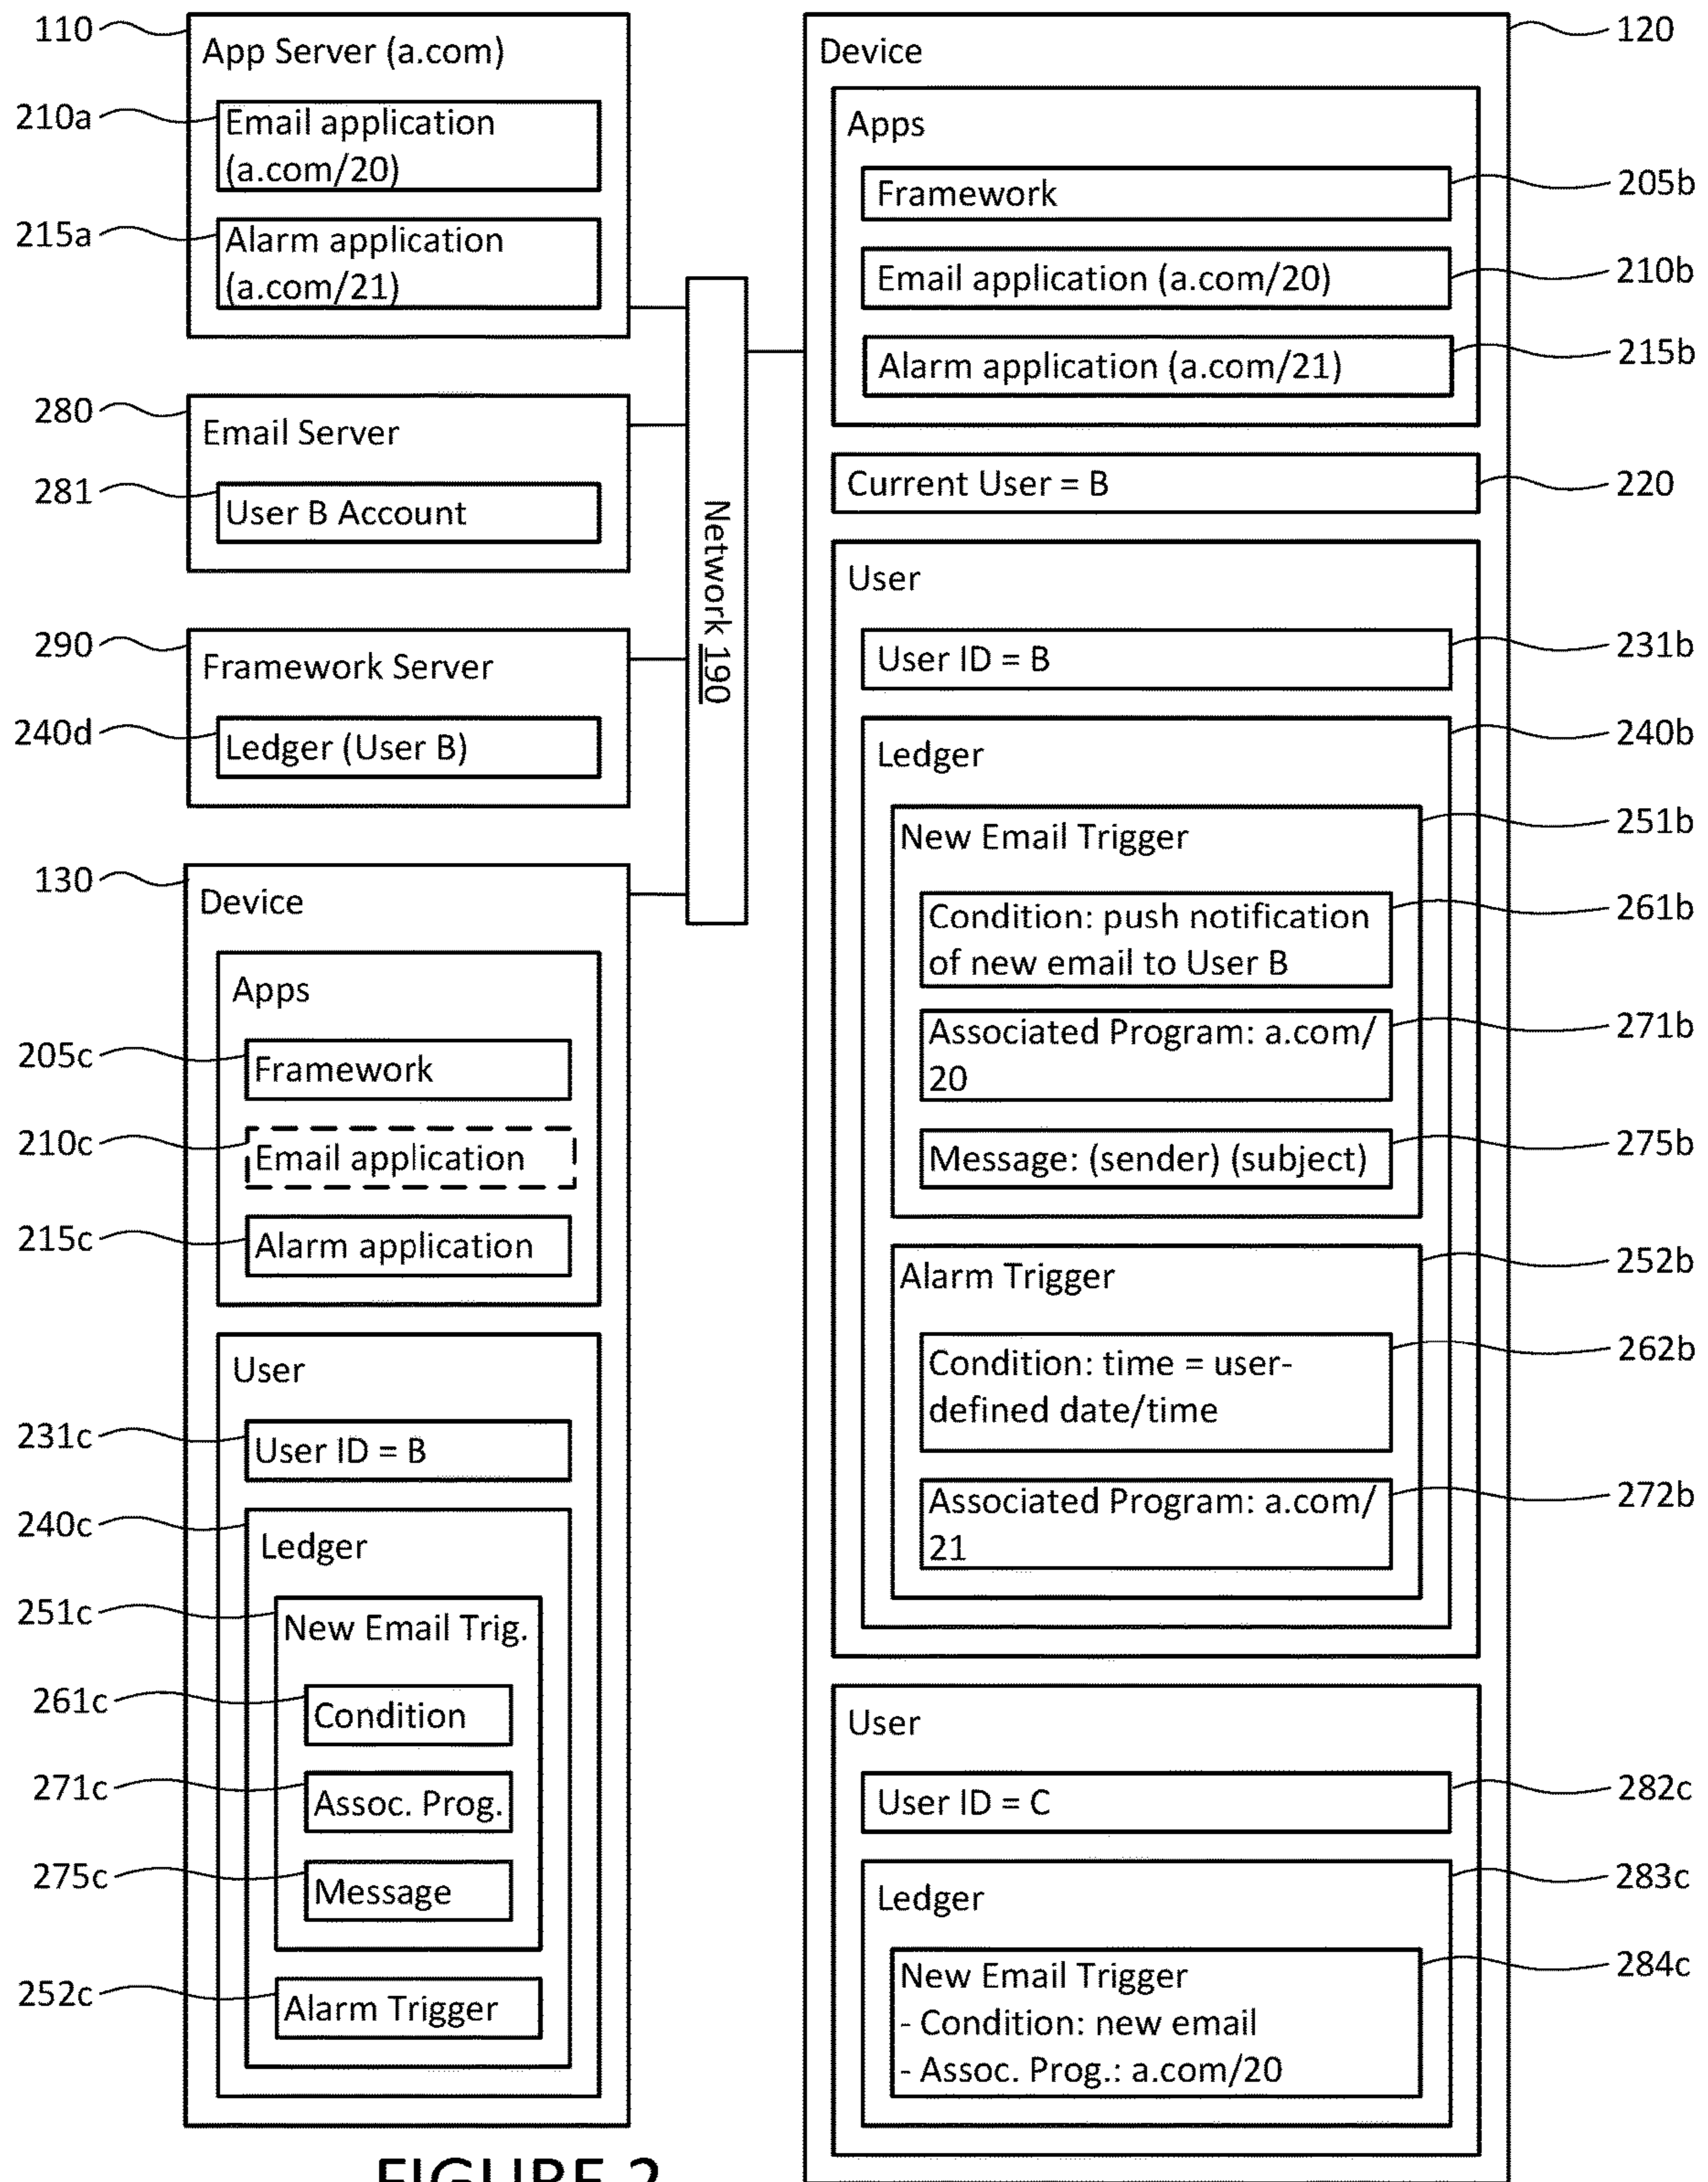 110
App Server (a.com)
210a
Email application
(a.com/20)
215a
Alarm application
(a.com/21)
280
Email Server
281
User B Account
290
Framework Server
240d
Ledger (User B)
130
Device
Apps
205c
Framework
210c
Email application
215c
Alarm application
User
231c
User ID = B
240c
Ledger
251c
New Email Trig.
261c
Condition
271c
Assoc. Prog.
275c
Message
252c
Alarm Trigger
Network 190
120
Device
Apps
Framework
205b
Email application (a.com/20)
210b
Alarm application (a.com/21)
215b
Current User = B
220
User
User ID = B
231b
Ledger
240b
New Email Trigger
251b
Condition: push notification
of new email to User B
261b
Associated Program: a.com/
20
271b
Message: (sender) (subject)
275b
Alarm Trigger
252b
Condition: time = user-
defined date/time
262b
Associated Program: a.com/
21
272b
User
User ID = C
282c
Ledger
283c
New Email Trigger
- Condition: new email
- Assoc. Prog.: a.com/20
284c
FIGURE 2